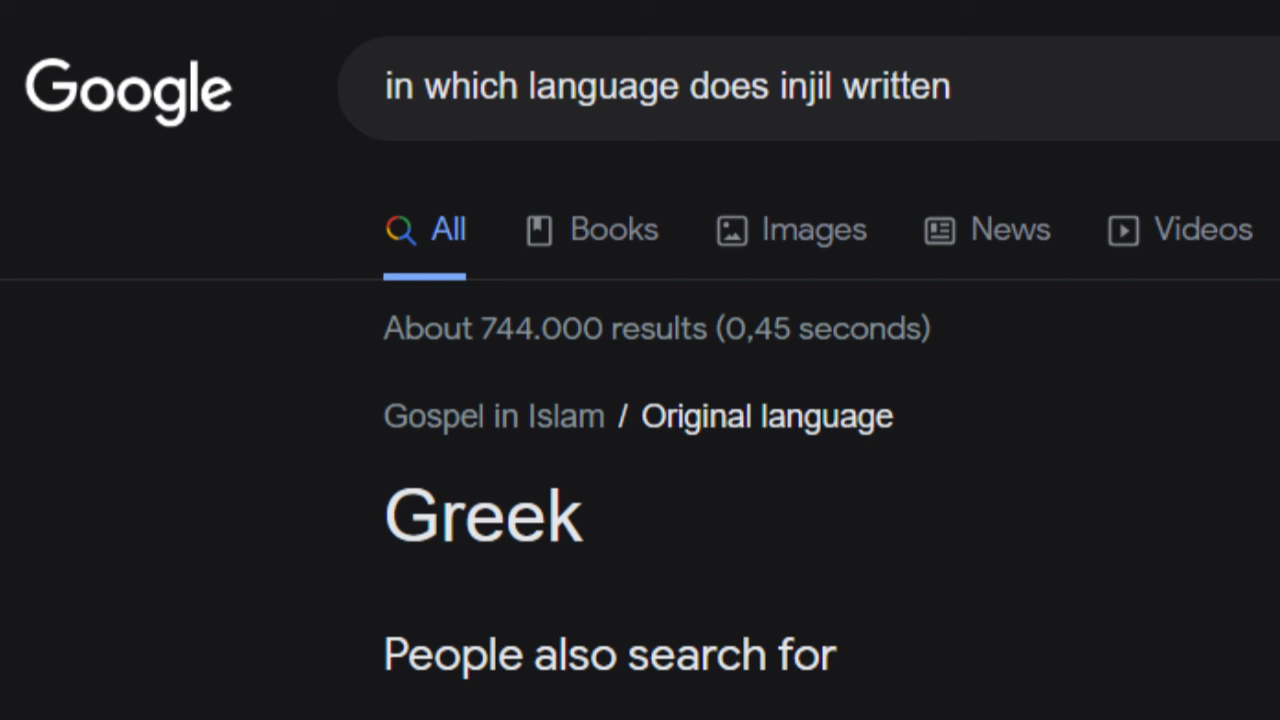 Google
in which language does injil written
All Books Images News Videos
About 744.000 results (0,45 seconds)
Gospel in Islam / Original language
Greek
People also search for